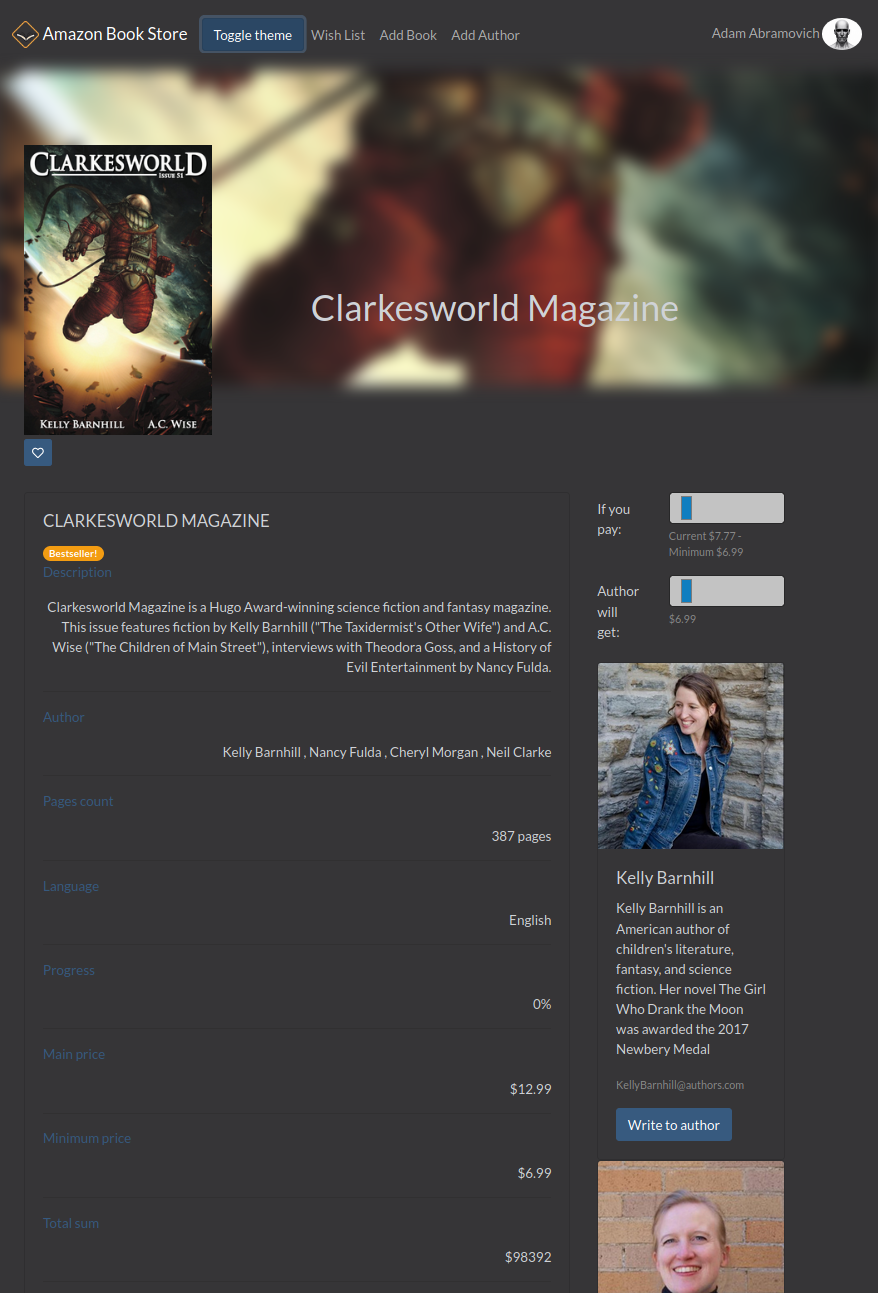 Amazon Book Store
Toggle theme
Wish List
Add Book
Add Author
Adam Abramovich
CLARKESWORLD
ISSUE 51
KELLY BARNHILL
A.C. WISE
Clarkesworld Magazine
CLARKESWORLD MAGAZINE
Bestseller!
Description
Clarkesworld Magazine is a Hugo Award-winning science fiction and fantasy magazine.
This issue features fiction by Kelly Barnhill ("The Taxidermist's Other Wife") and A.C.
Wise ("The Children of Main Street"), interviews with Theodora Goss, and a History of
Evil Entertainment by Nancy Fulda.
Author
Kelly Barnhill , Nancy Fulda , Cheryl Morgan , Neil Clarke
Pages count
387 pages
Language
English
Progress
0%
Main price
$12.99
Minimum price
$6.99
Total sum
$98392
If you
pay:
Current $7.77 -
Minimum $6.99
Author
will
get:
$6.99
Kelly Barnhill
Kelly Barnhill is an
American author of
children's literature,
fantasy, and science
fiction. Her novel The Girl
Who Drank the Moon
was awarded the 2017
Newbery Medal
KellyBarnhill@authors.com
Write to author